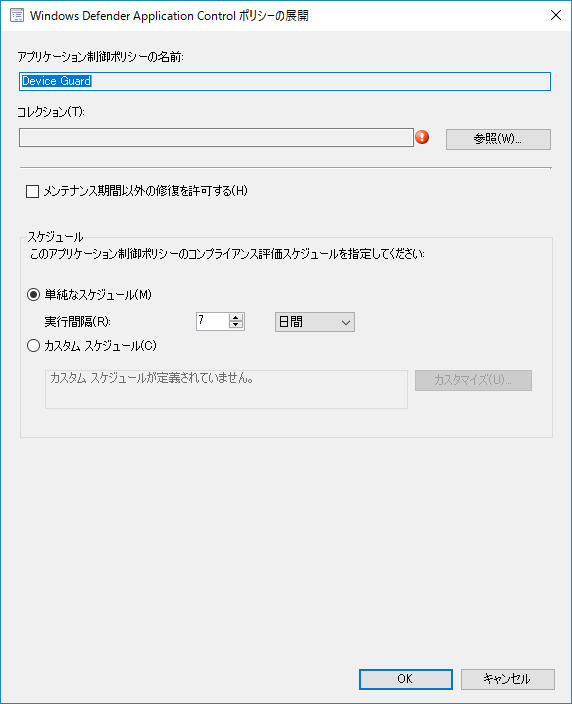 Windows Defender Application Control ポリシーの展開
アプリケーション制御ポリシーの名前:
Device Guard
コレクション(T):
参照(W)...
メンテナンス期間以外の修復を許可する(H)
スケジュール
このアプリケーション制御ポリシーのコンプライアンス評価スケジュールを指定してください:
単純なスケジュール(M)
実行間隔(R):
7
日間
カスタム スケジュール(C)
カスタム スケジュールが定義されていません。
カスタマイズ(U)...
OK
キャンセル